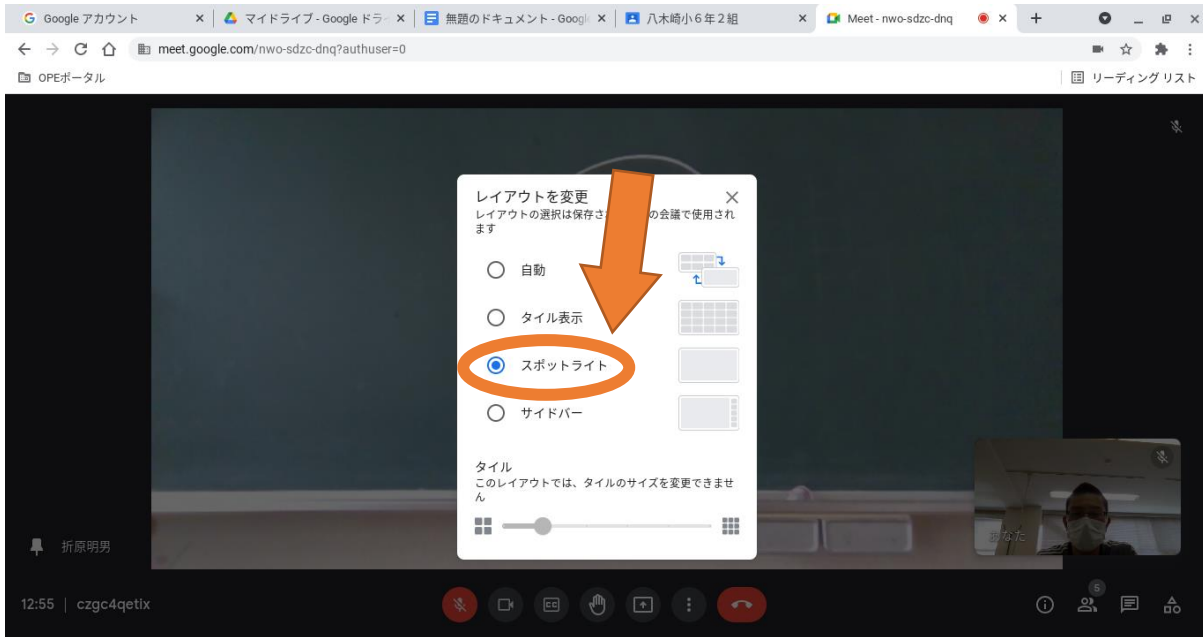 Google アカウント
マイドライブ - Google ドラ
無題のドキュメント - Googl
八木崎小６年２組
Meet - nwo-sdzc-dnq
meet.google.com/nwo-sdzc-dnq?authuser=0
OPEポータル
リーディング リスト
レイアウトを変更
レイアウトの選択は保存さ の会議で使用され
ます
自動
タイル表示
スポットライト
サイドバー
タイル
このレイアウトでは、タイルのサイズを変更できませ
ん
折原明男
あなた
12:55 | czgc4qetix
CC
5